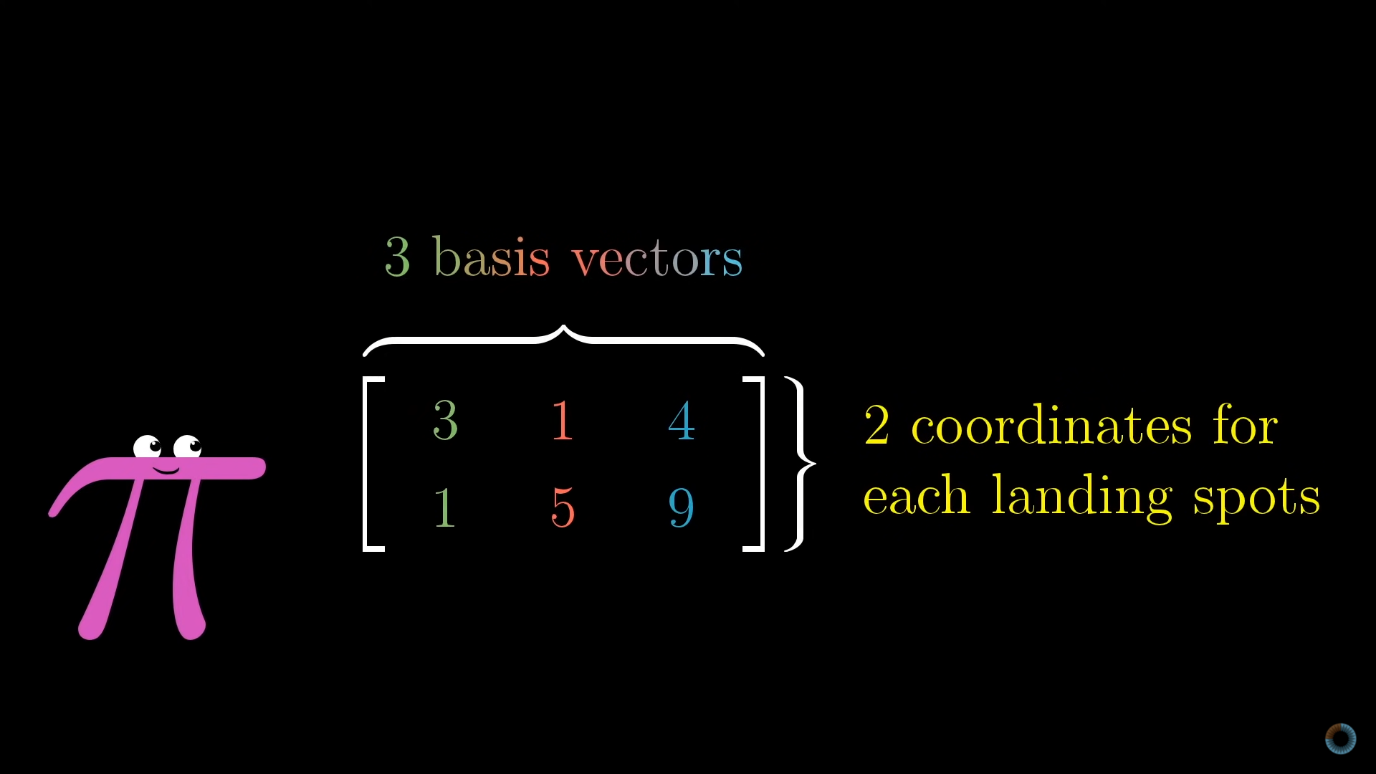 3 basis vectors
3 1 4
1 5 9
2 coordinates for
each landing spots